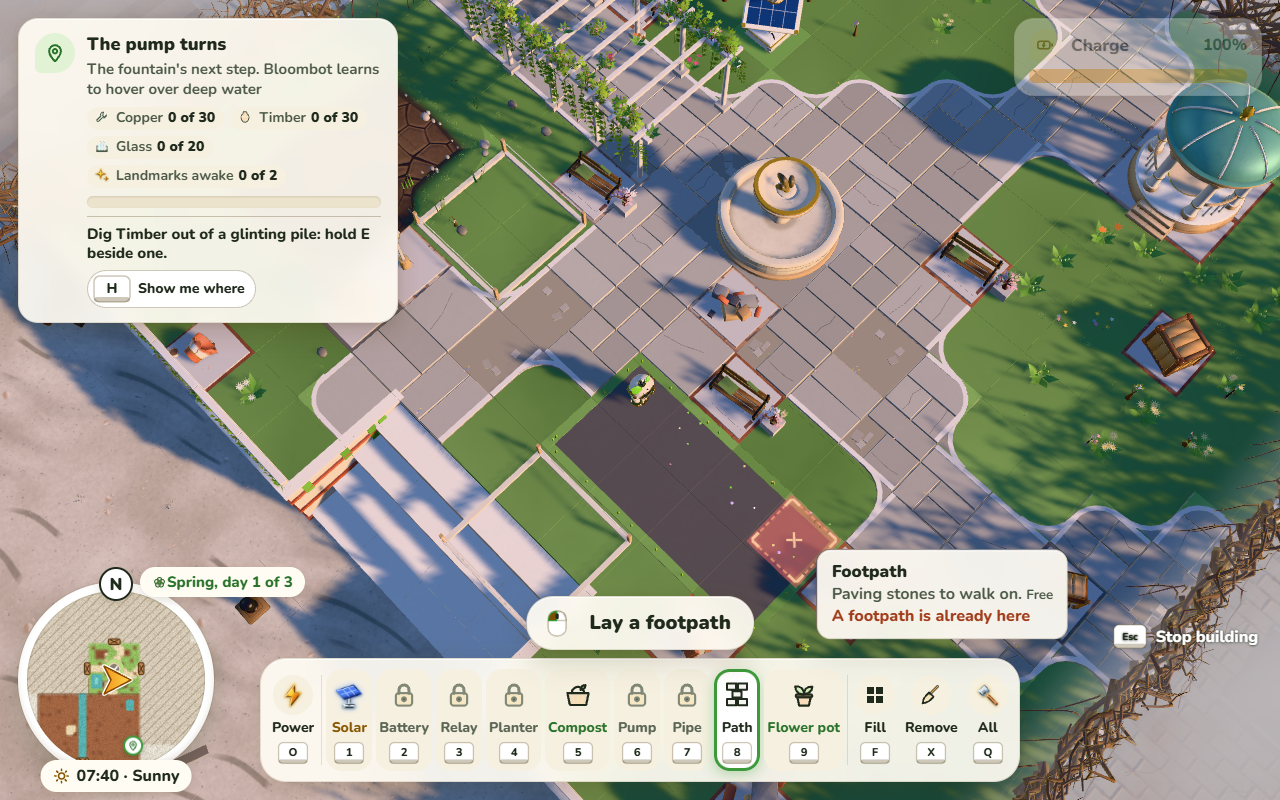 The pump turns
The fountain's next step. Bloombot learns
to hover over deep water
Copper 0 of 30
Timber 0 of 30
Glass 0 of 20
Landmarks awake 0 of 2
Dig Timber out of a glinting pile: hold E
beside one.
H Show me where
Charge 100%
N
Spring, day 1 of 3
07:40 · Sunny
Footpath
Paving stones to walk on. Free
A footpath is already here
Lay a footpath
Esc Stop building
Power Solar Battery Relay Planter Compost Pump Pipe Path Flower pot Fill Remove All
O 1 2 3 4 5 6 7 8 9 F X Q